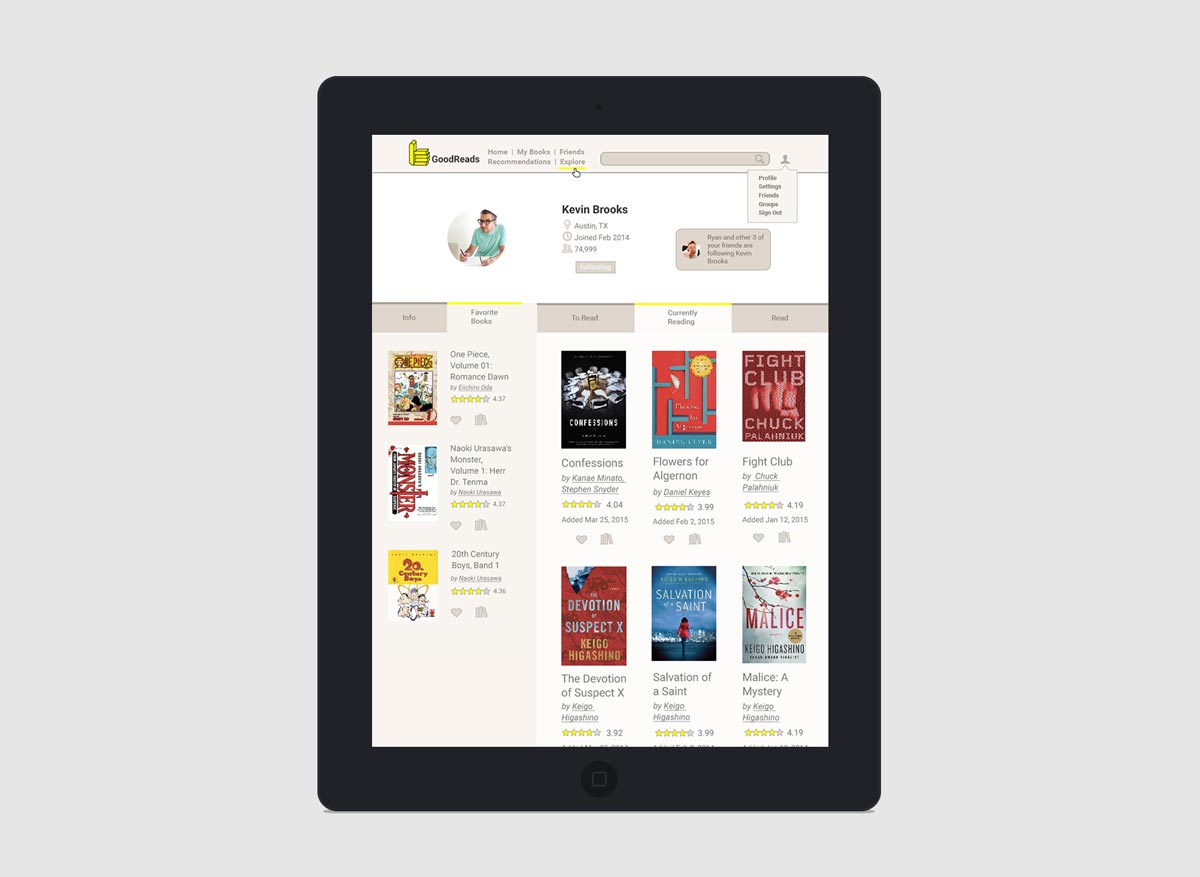 GoodReads
Home | My Books | Friends
Recommendations | Explore
Profile
Settings
Friends
Groups
Sign Out
Kevin Brooks
Austin, TX
Joined Feb 2014
74,999
following
Ryan and other 3 of
your friends are
following Kevin
Brooks
Info
Favorite
Books
To Read
Currently
Reading
Read
ONE PIECE
One Piece,
Volume 01:
Romance Dawn
by Eiichiro Oda
4.37
MONSTER
Naoki Urasawa's
Monster,
Volume 1: Herr
Dr. Tenma
by Naoki Urasawa
4.37
20th
Century
Boys
20th Century
Boys, Band 1
by Naoki Urasawa
4.36
CONFESSIONS
Confessions
by Kanae Minato,
Stephen Snyder
4.04
Added Mar 25, 2015
Flowers
for
Algernon
DANIEL KEYES
Flowers for
Algernon
by Daniel Keyes
3.99
Added Feb 2, 2015
FIGHT
CLUB
CHUCK
PALAHNIUK
Fight Club
by Chuck
Palahniuk
4.19
Added Jan 12, 2015
THE
DEVOTION
OF
SUSPECT X
KEIGO
HIGASHINO
The Devotion
of Suspect X
by Keigo
Higashino
3.92
KEIGO HIGASHINO
SALVATION
of a SAINT
Salvation of
a Saint
by Keigo
Higashino
3.99
MALICE
KEIGO HIGASHINO
EDGAR AWARD FINALIST
Malice: A
Mystery
by Keigo
Higashino
4.19